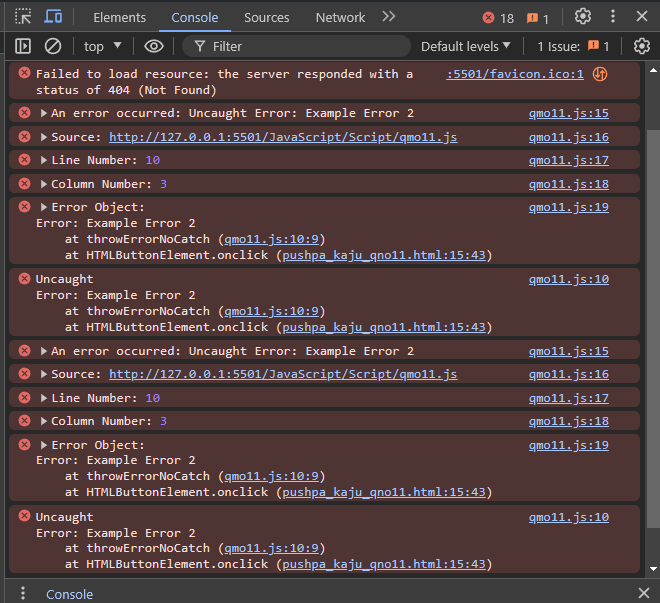 Elements Console Sources Network 18 1
top Filter Default levels 1 Issue: 1
Failed to load resource: the server responded with a :5501/favicon.ico:1
status of 404 (Not Found)
An error occurred: Uncaught Error: Example Error 2 qmo11.js:15
Source: http://127.0.0.1:5501/JavaScript/Script/qmo11.js qmo11.js:16
Line Number: 10 qmo11.js:17
Column Number: 3 qmo11.js:18
Error Object: qmo11.js:19
Error: Example Error 2
at throwErrorNoCatch (qmo11.js:10:9)
at HTMLButtonElement.onclick (pushpa_kaju_qno11.html:15:43)
Uncaught qmo11.js:10
Error: Example Error 2
at throwErrorNoCatch (qmo11.js:10:9)
at HTMLButtonElement.onclick (pushpa_kaju_qno11.html:15:43)
An error occurred: Uncaught Error: Example Error 2 qmo11.js:15
Source: http://127.0.0.1:5501/JavaScript/Script/qmo11.js qmo11.js:16
Line Number: 10 qmo11.js:17
Column Number: 3 qmo11.js:18
Error Object: qmo11.js:19
Error: Example Error 2
at throwErrorNoCatch (qmo11.js:10:9)
at HTMLButtonElement.onclick (pushpa_kaju_qno11.html:15:43)
Uncaught qmo11.js:10
Error: Example Error 2
at throwErrorNoCatch (qmo11.js:10:9)
at HTMLButtonElement.onclick (pushpa_kaju_qno11.html:15:43)
Console